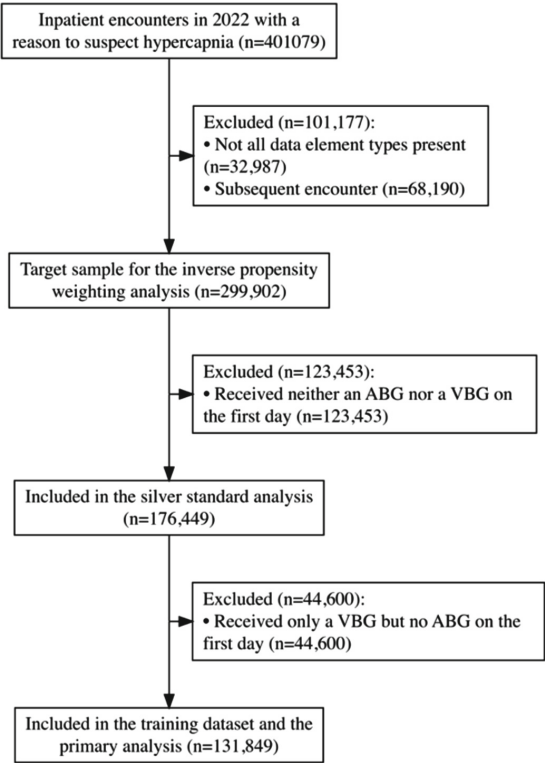 Inpatient encounters in 2022 with a
reason to suspect hypercapnia (n=401079)
Excluded (n=101,177):
• Not all data element types present
(n=32,987)
• Subsequent encounter (n=68,190)
Target sample for the inverse propensity
weighting analysis (n=299,902)
Excluded (n=123,453):
• Received neither an ABG nor a VBG on
the first day (n=123,453)
Included in the silver standard analysis
(n=176,449)
Excluded (n=44,600):
• Received only a VBG but no ABG on the
first day (n=44,600)
Included in the training dataset and the
primary analysis (n=131,849)